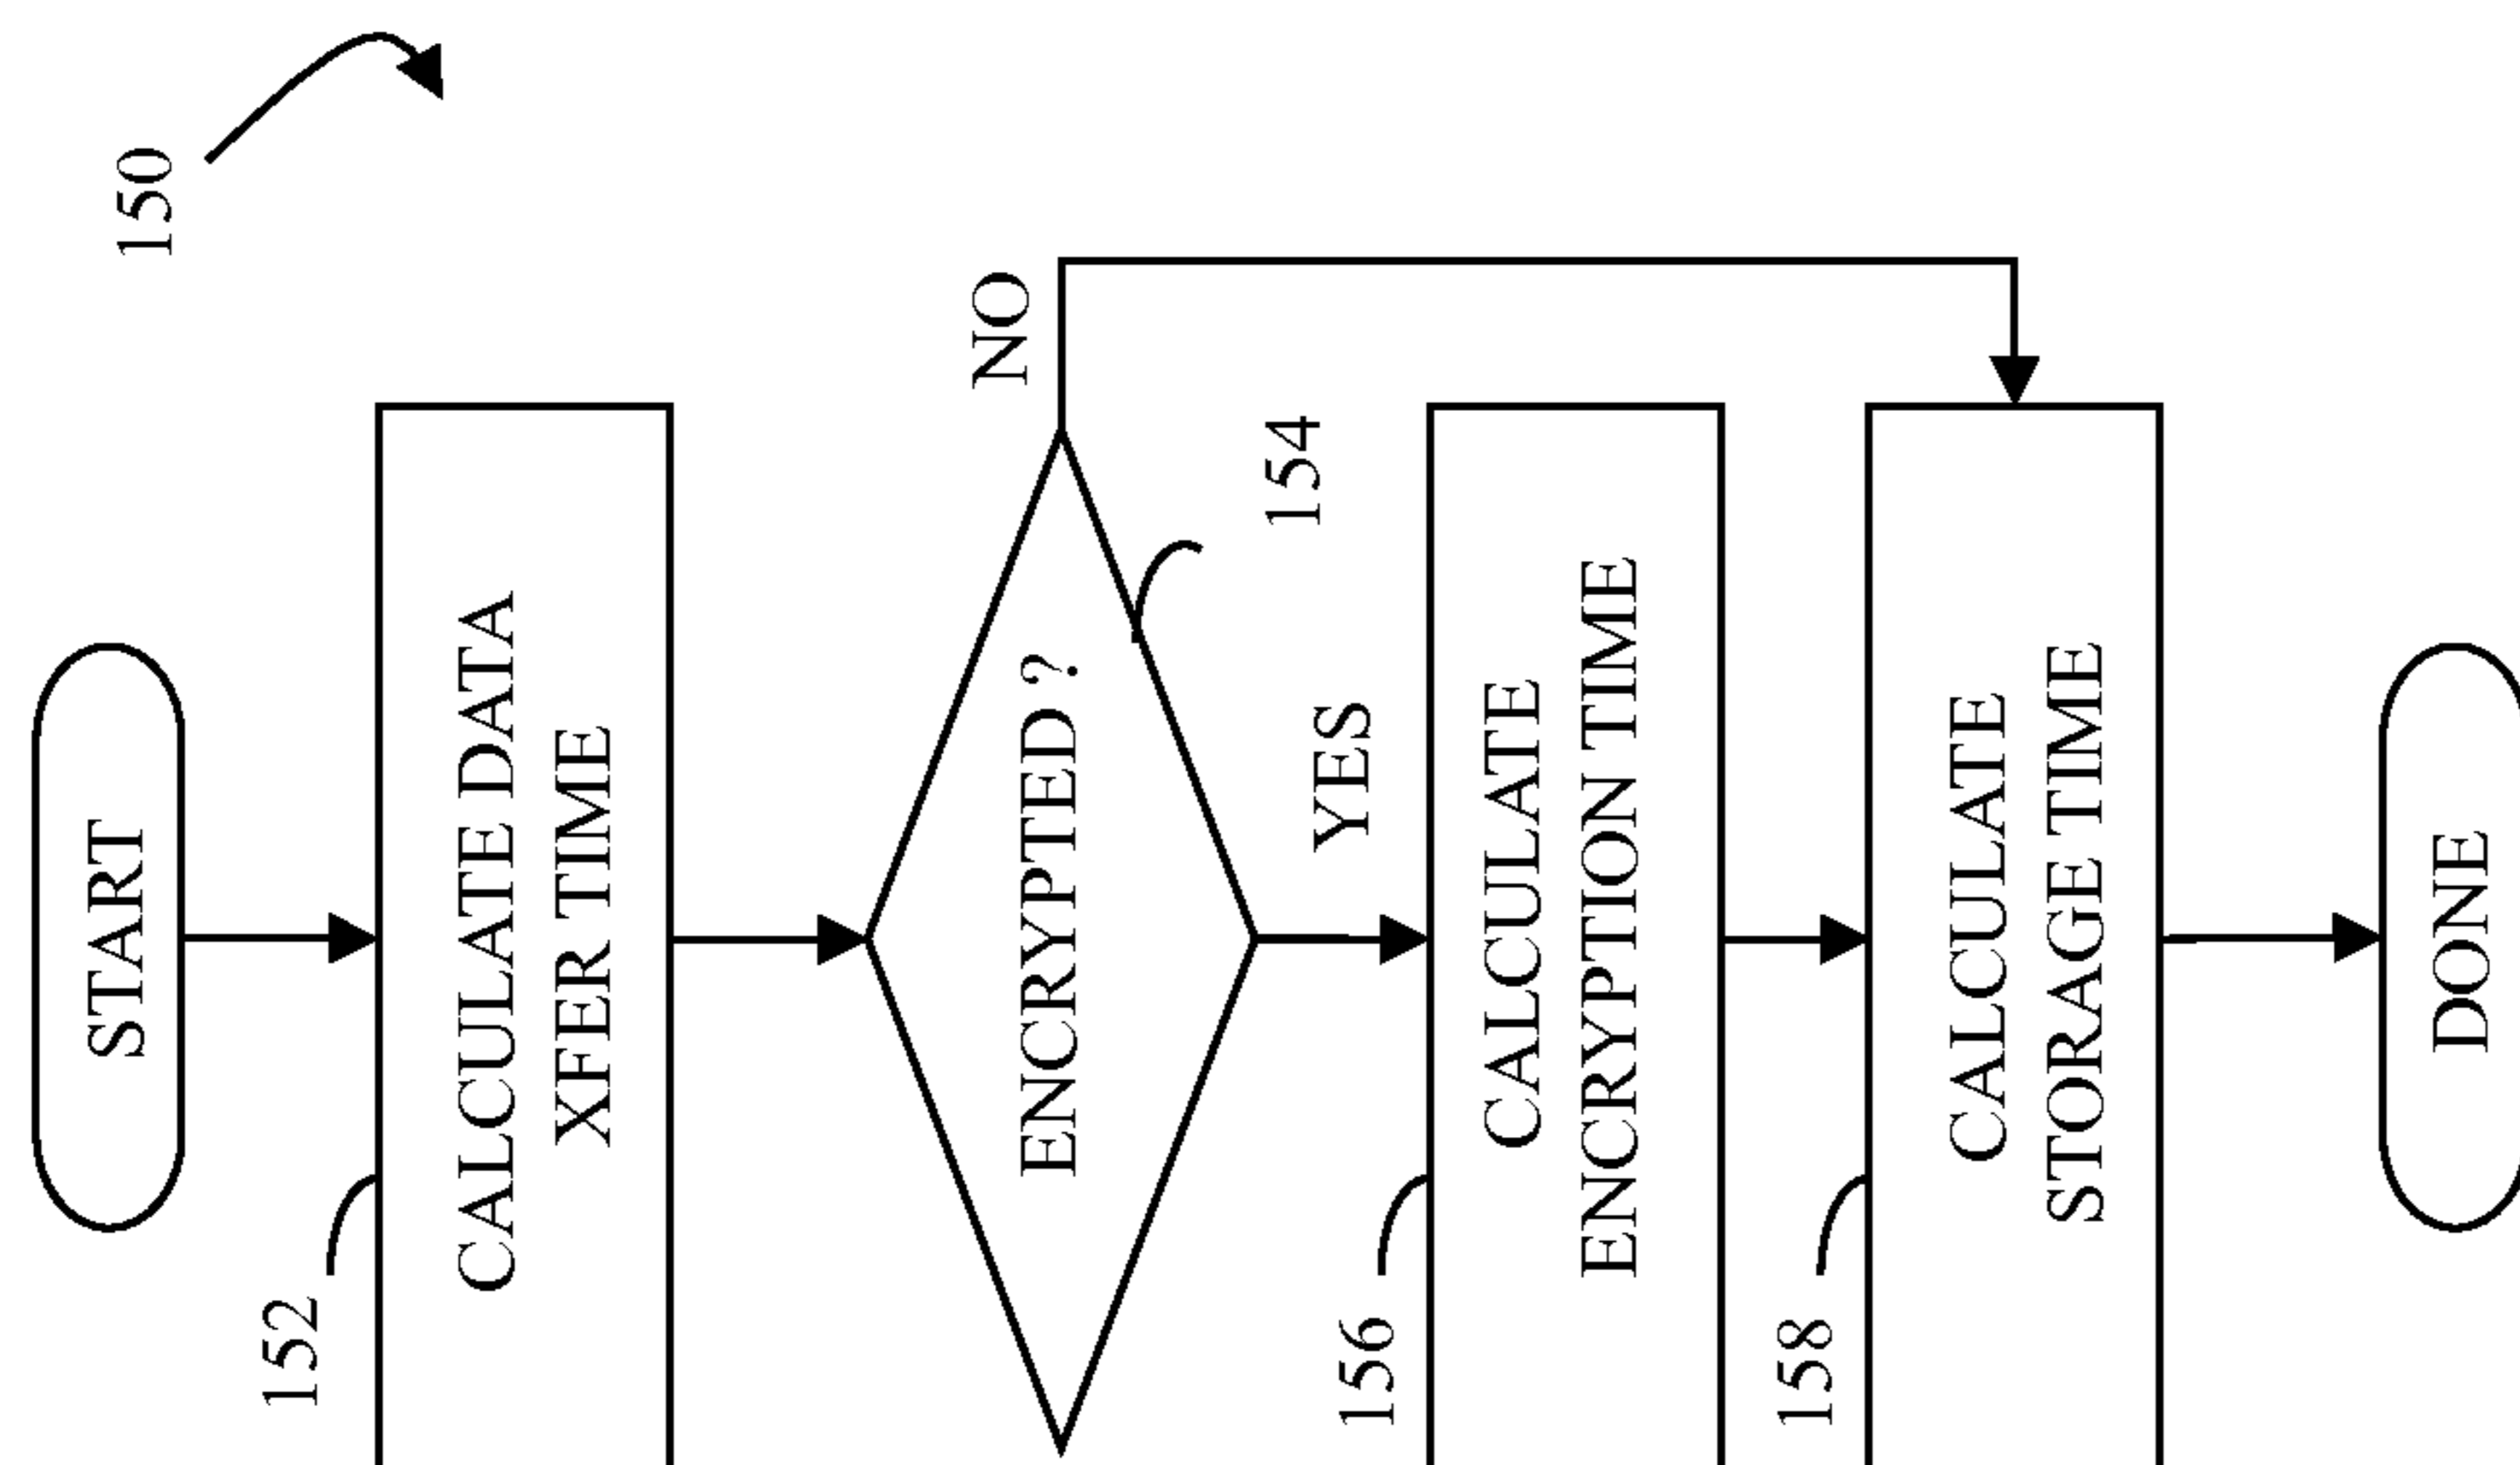 150
START
152
CALCULATE DATA
XFER TIME
ENCRYPTED ?
NO
154
YES
156
CALCULATE
ENCRYPTION TIME
158
CALCULATE
STORAGE TIME
DONE